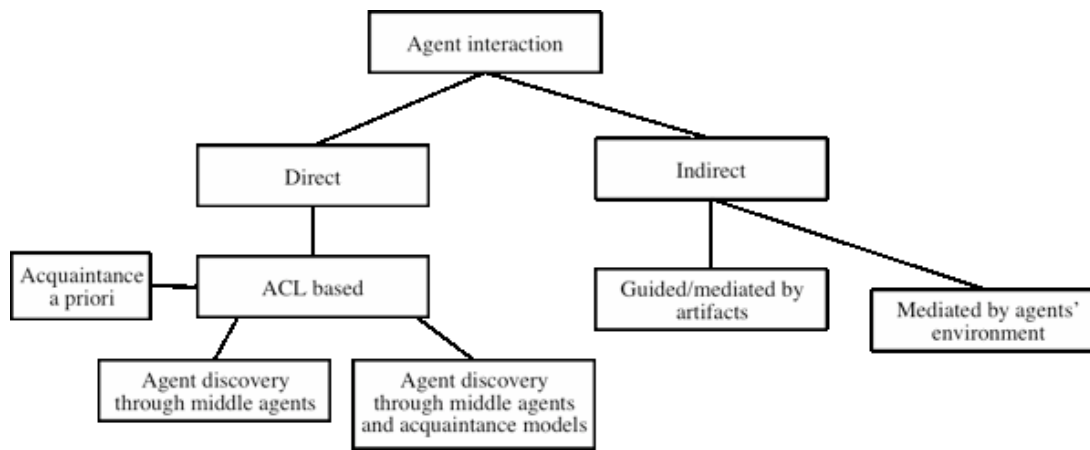 Agent interaction
Direct
Indirect
Acquaintance
a priori
ACL based
Guided/mediated by
artifacts
Mediated by agents’
environment
Agent discovery
through middle agents
Agent discovery
through middle agents
and acquaintance models